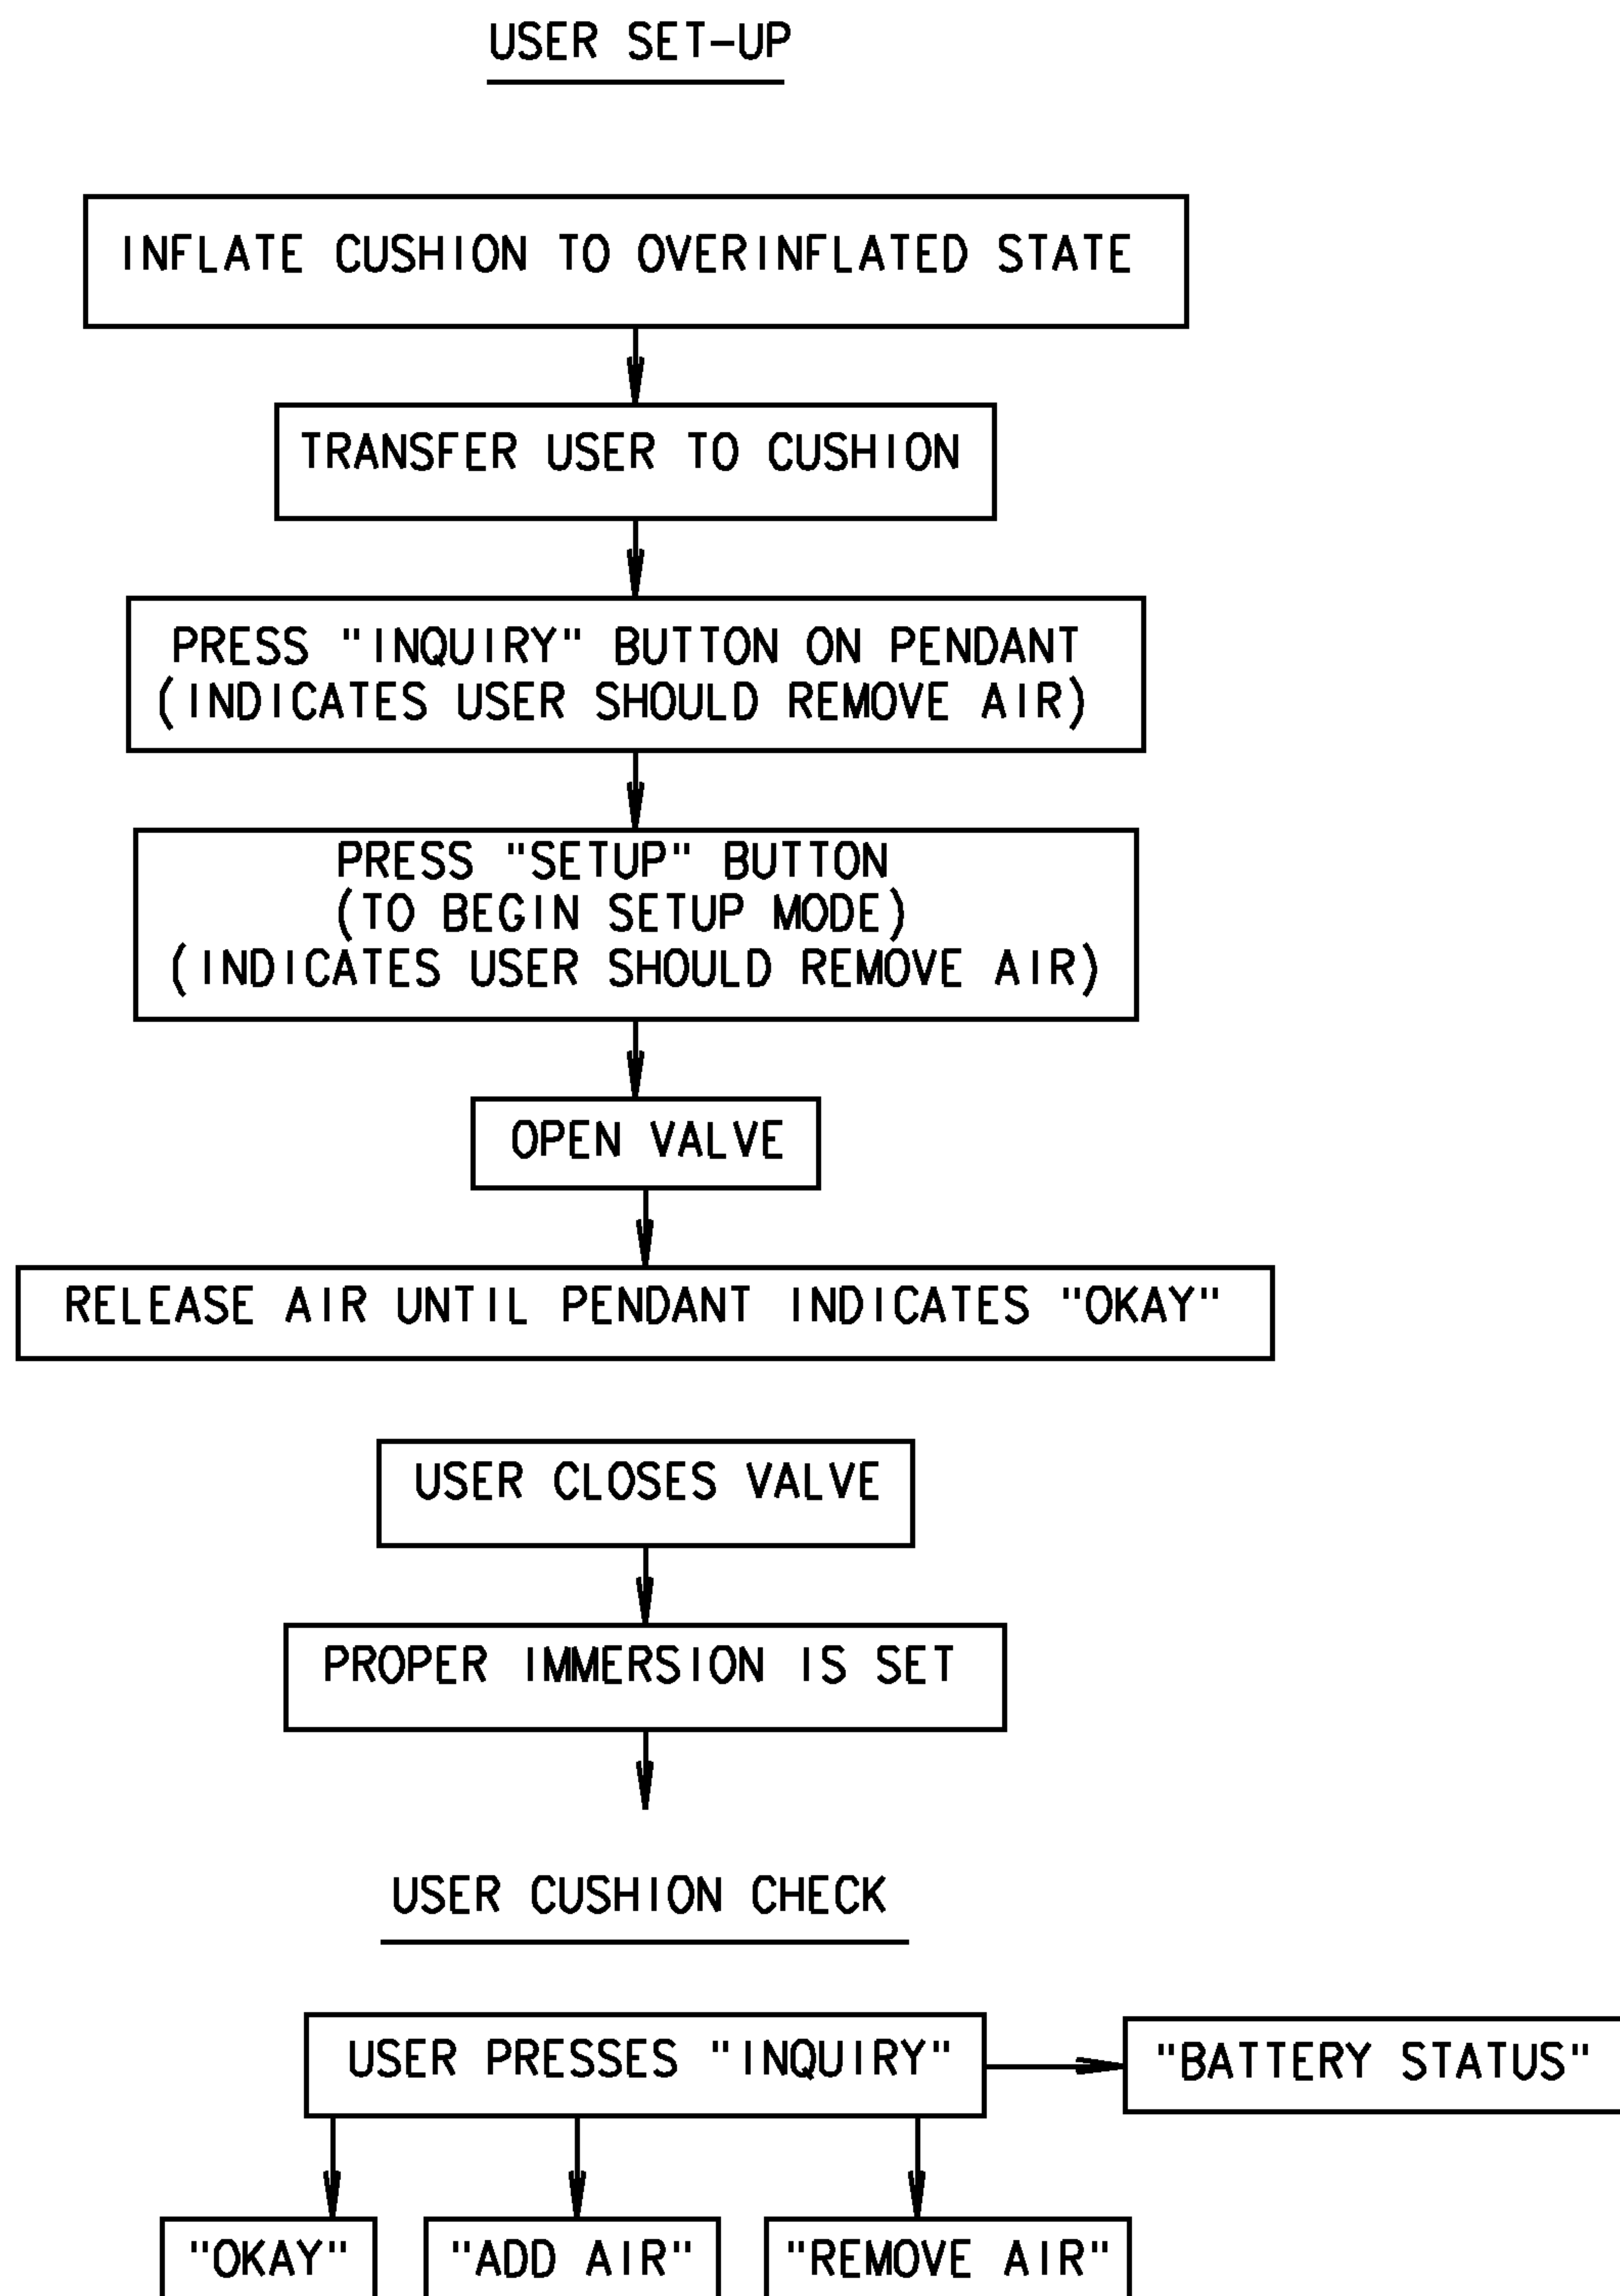 USER SET-UP
INFLATE CUSHION TO OVERINFLATED STATE
TRANSFER USER TO CUSHION
PRESS "INQUIRY" BUTTON ON PENDANT
(INDICATES USER SHOULD REMOVE AIR)
PRESS "SETUP" BUTTON
(TO BEGIN SETUP MODE)
(INDICATES USER SHOULD REMOVE AIR)
OPEN VALVE
RELEASE AIR UNTIL PENDANT INDICATES "OKAY"
USER CLOSES VALVE
PROPER IMMERSION IS SET
USER CUSHION CHECK
USER PRESSES "INQUIRY"
"BATTERY STATUS"
"OKAY"
"ADD AIR"
"REMOVE AIR"